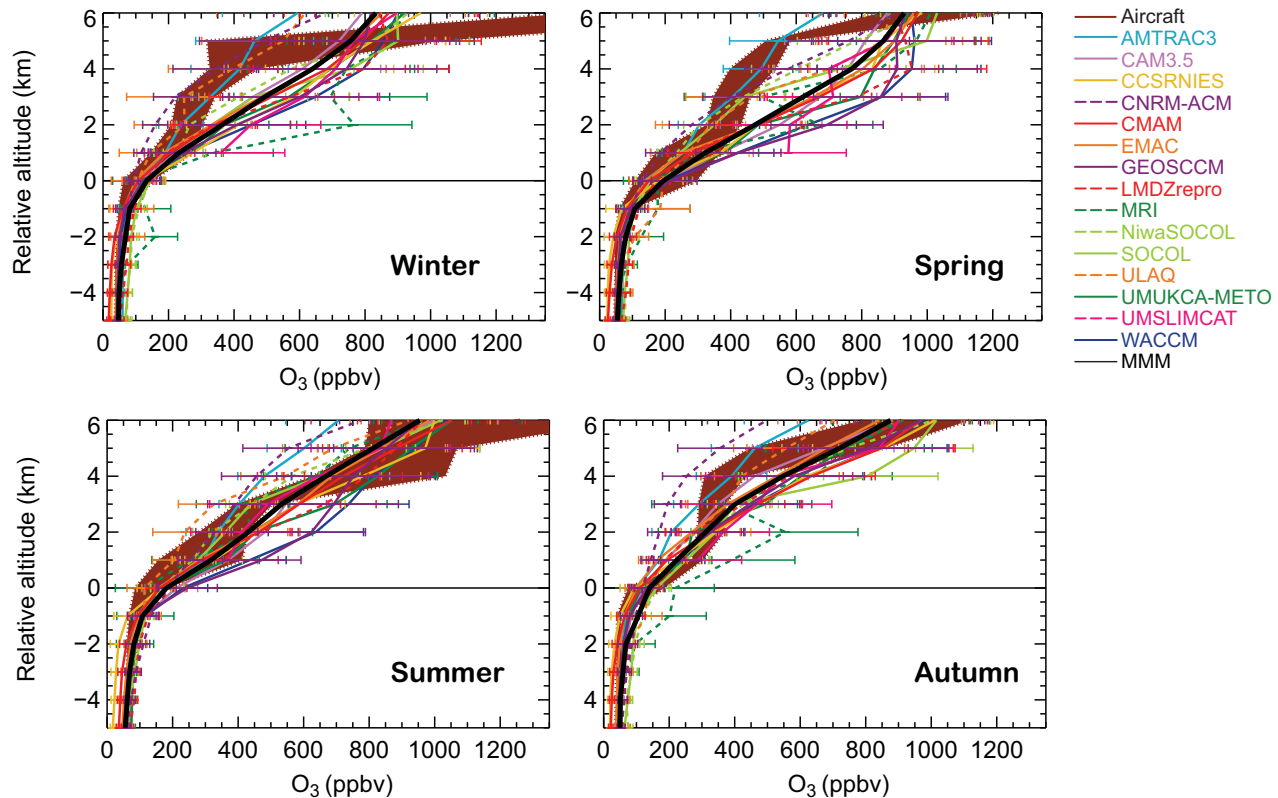 Relative altitude (km)
6
4
2
0
−2
−4
Winter
0 200 400 600 800 1000 1200
O3 (ppbv)
6
4
2
0
−2
−4
Spring
0 200 400 600 800 1000 1200
O3 (ppbv)
Aircraft
AMTRAC3
CAM3.5
CCSRNIES
CNRM-ACM
CMAM
EMAC
GEOSCCM
LMDZrepro
MRI
NiwaSOCOL
SOCOL
ULAQ
UMUKCA-METO
UMSLIMCAT
WACCM
MMM
Relative altitude (km)
6
4
2
0
−2
−4
Summer
0 200 400 600 800 1000 1200
O3 (ppbv)
6
4
2
0
−2
−4
Autumn
0 200 400 600 800 1000 1200
O3 (ppbv)